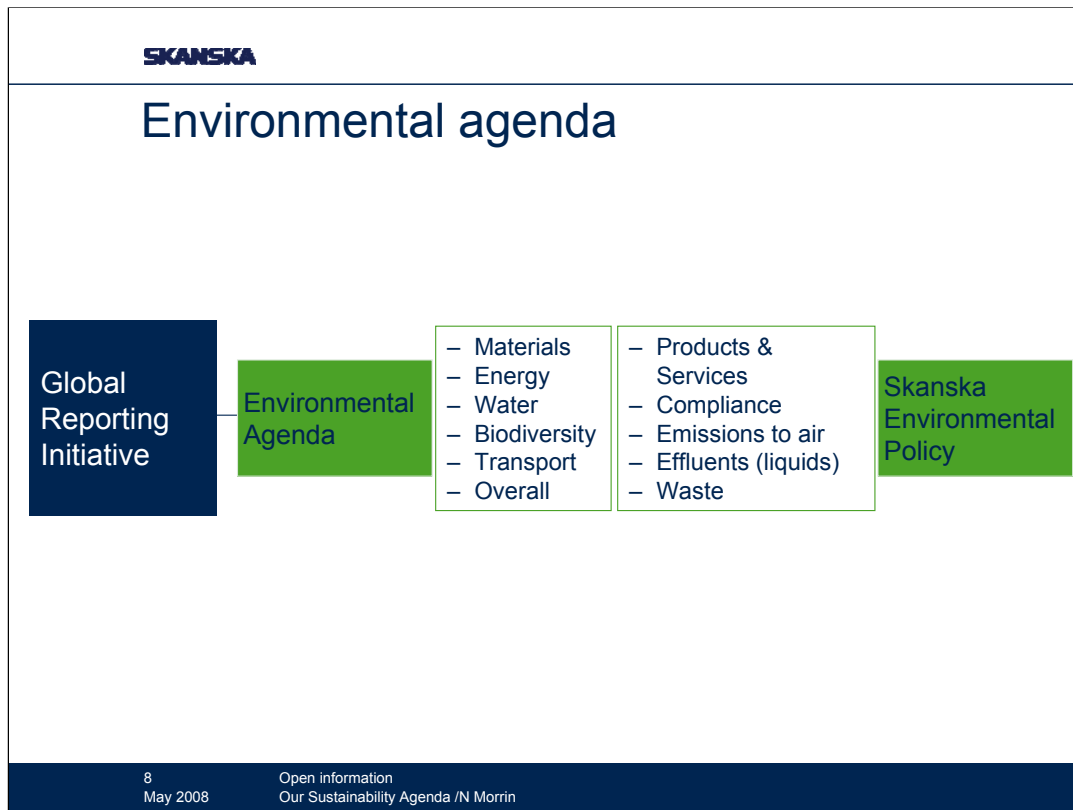 SKANSKA
Environmental agenda
Global
Reporting
Initiative
Environmental
Agenda
– Materials
– Energy
– Water
– Biodiversity
– Transport
– Overall
– Products &
Services
– Compliance
– Emissions to air
– Effluents (liquids)
– Waste
Skanska
Environmental
Policy
8 Open information
May 2008 Our Sustainability Agenda /N Morrin